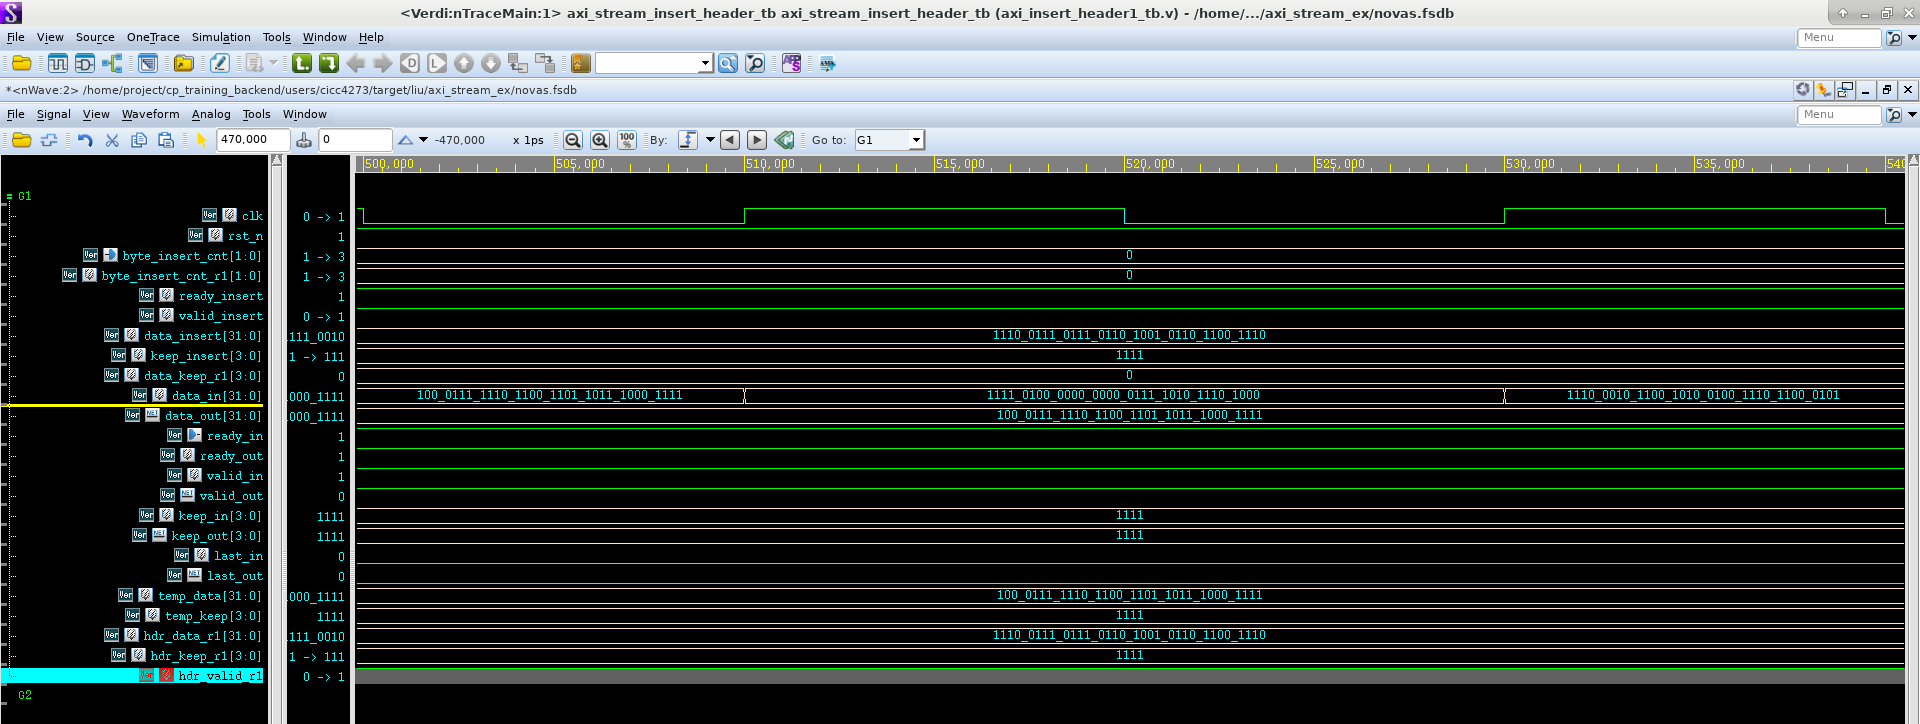 <Verdi:nTraceMain:1> axi_stream_insert_header_tb axi_stream_insert_header_tb (axi_insert_header1_tb.v) - /home/.../axi_stream_ex/novas.fsdb
File View Source OneTrace Simulation Tools Window Help Menu
*<nWave:2> /home/project/cp_training_backend/users/cicc4273/target/liu/axi_stream_ex/novas.fsdb
File Signal View Waveform Analog Tools Window Menu
470,000 0 -470,000 x 1ps 100% By: Go to: G1
500,000 505,000 510,000 515,000 520,000 525,000 530,000 535,000 540
G1
clk 0 -> 1
rst_n 1
byte_insert_cnt[1:0] 1 -> 3 0
byte_insert_cnt_r1[1:0] 1 -> 3 0
ready_insert 1
valid_insert 0 -> 1
data_insert[31:0] 111_0010 1110_0111_0111_0110_1001_0110_1100_1110
keep_insert[3:0] 1 -> 111 1111
data_keep_r1[3:0] 0 0
data_in[31:0] 000_1111 100_0111_1110_1100_1101_1011_1000_1111 1111_0100_0000_0000_0111_1010_1110_1000 1110_0010_1100_1010_0100_1110_1100_0101
data_out[31:0] 000_1111 100_0111_1110_1100_1101_1011_1000_1111
ready_in 1
ready_out 1
valid_in 1
valid_out 0
keep_in[3:0] 1111 1111
keep_out[3:0] 1111 1111
last_in 0
last_out 0
temp_data[31:0] 000_1111 100_0111_1110_1100_1101_1011_1000_1111
temp_keep[3:0] 1111 1111
hdr_data_r1[31:0] 111_0010 1110_0111_0111_0110_1001_0110_1100_1110
hdr_keep_r1[3:0] 1 -> 111 1111
hdr_valid_r1 0 -> 1
G2